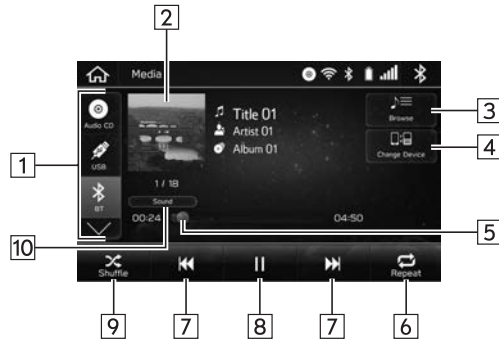 2
Media
Audio CD
USB
BT
Title 01
Artist 01
Album 01
Browse
Change Device
1 / 18
Sound
00:24
04:50
Shuffle
Repeat
1
3
4
10
5
9
7
8
7
6